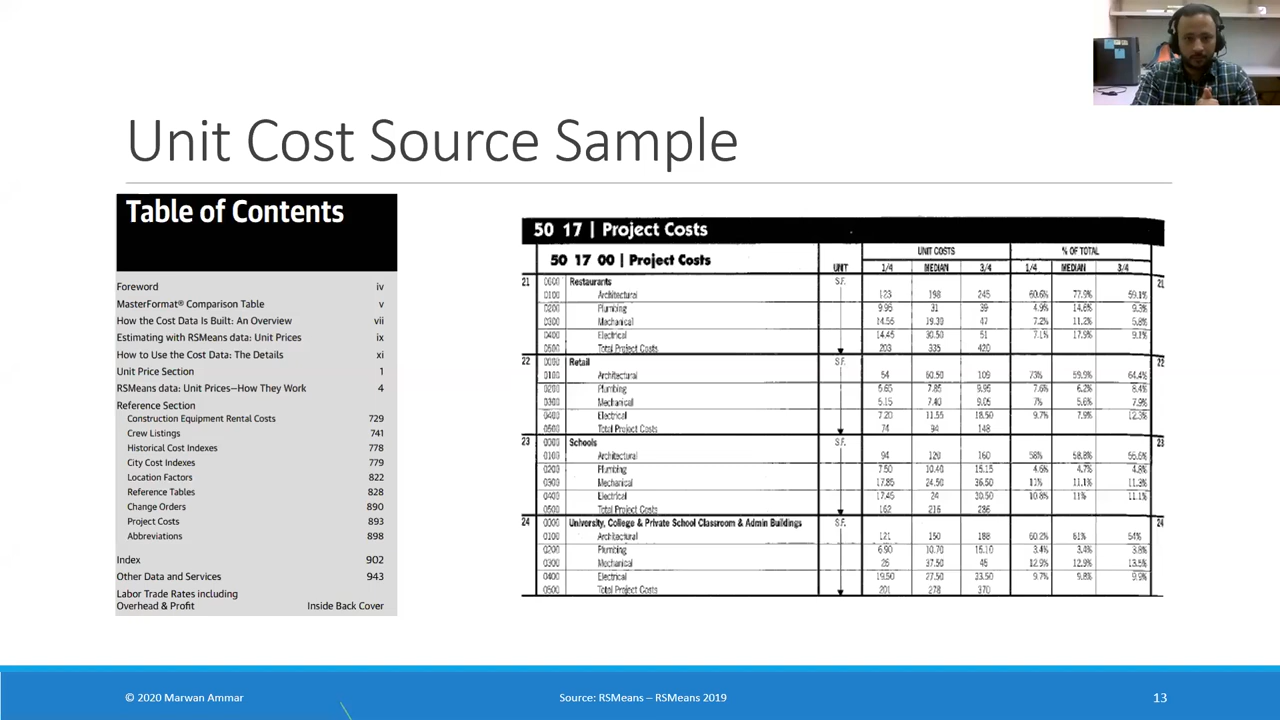 Unit Cost Source Sample
Table of Contents
Foreword iv
MasterFormat® Comparison Table v
How the Cost Data Is Built: An Overview vii
Estimating with RSMeans data: Unit Prices ix
How to Use the Cost Data: The Details xi
Unit Price Section 1
RSMeans data: Unit Prices—How They Work 4
Reference Section
Construction Equipment Rental Costs 729
Crew Listings 741
Historical Cost Indexes 778
City Cost Indexes 779
Location Factors 822
Reference Tables 828
Change Orders 890
Project Costs 893
Abbreviations 898
Index 902
Other Data and Services 943
Labor Trade Rates including
Overhead & Profit Inside Back Cover
50 17 | Project Costs
50 17 00 | Project Costs UNIT UNIT COSTS % OF TOTAL
1/4 MEDIAN 3/4 1/4 MEDIAN 3/4
21 0000 Restaurants S.F. 21
0100 Architectural 123 198 245 60.6% 77.9% 59.1%
0200 Plumbing 9.95 31 39 4.9% 14.6% 9.3%
0300 Mechanical 14.55 19.30 47 7.2% 11.2% 5.8%
0400 Electrical 14.45 30.50 51 7.1% 17.9% 9.1%
0500 Total Project Costs 203 335 420
22 0000 Retail S.F. 22
0100 Architectural 54 60.50 109 73% 59.9% 64.4%
0200 Plumbing 5.65 7.85 9.95 7.6% 6.2% 8.4%
0300 Mechanical 5.15 7.40 9.05 7% 5.6% 7.9%
0400 Electrical 7.20 11.55 18.50 9.7% 7.9% 12.3%
0500 Total Project Costs 74 94 148
23 0000 Schools S.F. 23
0100 Architectural 94 120 160 58% 58.8% 55.6%
0200 Plumbing 7.50 10.40 15.15 4.6% 4.7% 4.8%
0300 Mechanical 17.85 24.50 36.50 11% 11.1% 11.3%
0400 Electrical 17.45 24 30.50 10.8% 11% 11.1%
0500 Total Project Costs 162 216 286
24 0000 University, College & Private School Classroom & Admin Buildings S.F. 24
0100 Architectural 121 150 188 60.2% 61% 54%
0200 Plumbing 6.90 10.70 15.10 3.4% 3.4% 3.8%
0300 Mechanical 26 37.50 45 12.9% 12.9% 13.5%
0400 Electrical 19.50 27.50 33.50 9.7% 9.8% 9.9%
0500 Total Project Costs 201 278 370
© 2020 Marwan Ammar
Source: RSMeans – RSMeans 2019
13